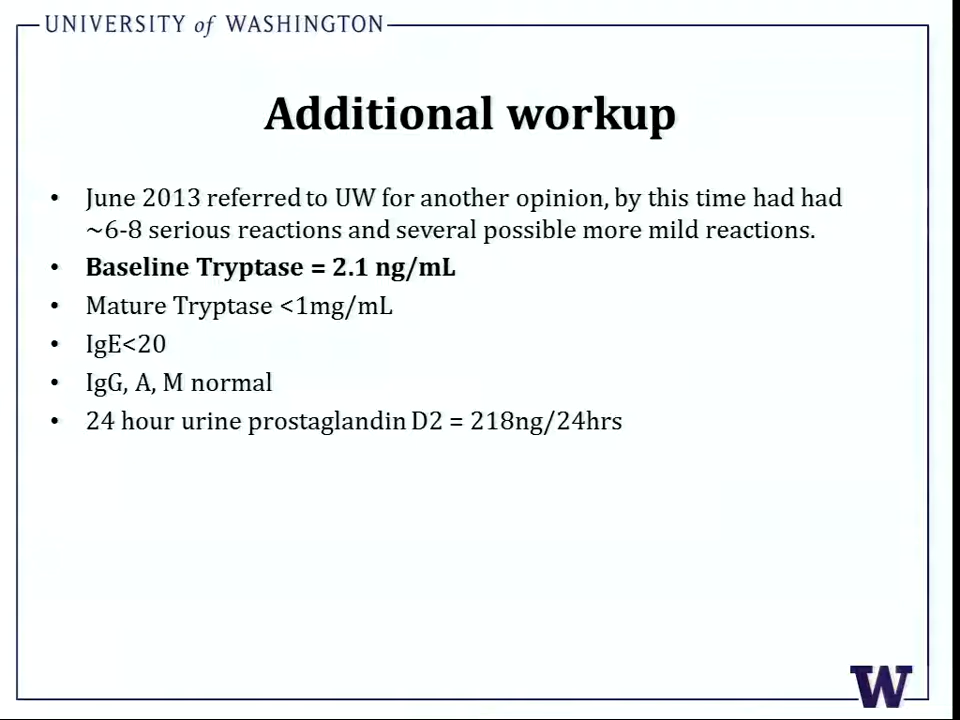 UNIVERSITY of WASHINGTON
Additional workup
• June 2013 referred to UW for another opinion, by this time had had
~6-8 serious reactions and several possible more mild reactions.
• Baseline Tryptase = 2.1 ng/mL
• Mature Tryptase <1mg/mL
• IgE<20
• IgG, A, M normal
• 24 hour urine prostaglandin D2 = 218ng/24hrs
W